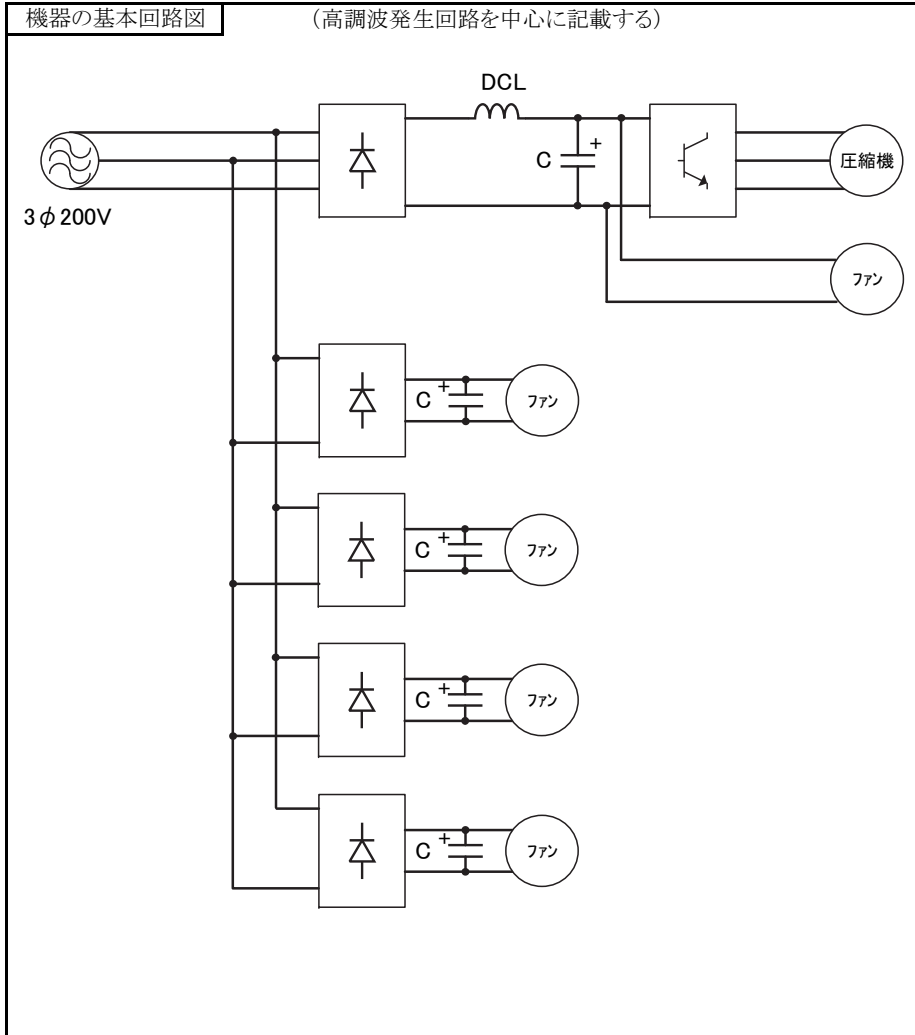 機器の基本回路図 （高調波発生回路を中心に記載する）
DCL
C +
圧縮機
3φ200V
ファン
C + ファン
C + ファン
C + ファン
C + ファン